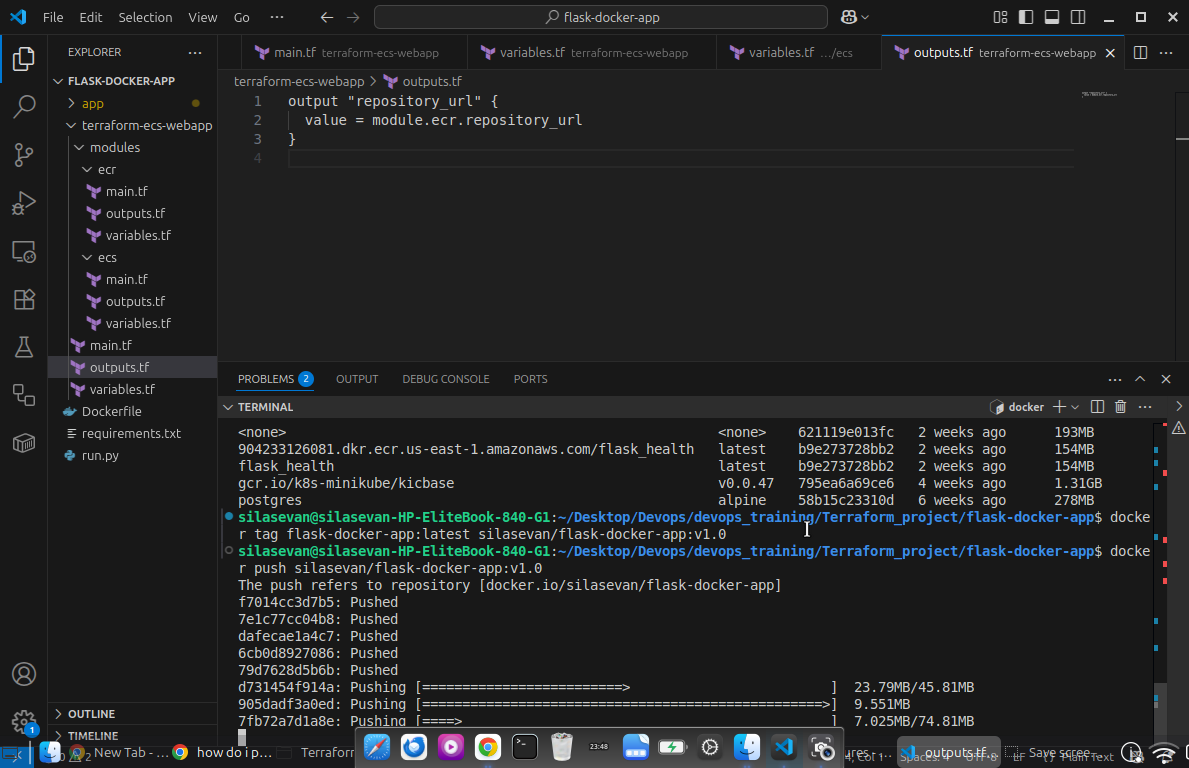 File Edit Selection View Go ··· flask-docker-app
EXPLORER ···
main.tf terraform-ecs-webapp variables.tf terraform-ecs-webapp variables.tf .../ecs outputs.tf terraform-ecs-webapp
FLASK-DOCKER-APP
app
terraform-ecs-webapp
modules
ecr
main.tf
outputs.tf
variables.tf
ecs
main.tf
outputs.tf
variables.tf
main.tf
outputs.tf
variables.tf
Dockerfile
requirements.txt
run.py
OUTLINE
TIMELINE
terraform-ecs-webapp > outputs.tf
1 output "repository_url" {
2 value = module.ecr.repository_url
3 }
4
PROBLEMS 2 OUTPUT DEBUG CONSOLE PORTS ···
TERMINAL docker
<none> <none> 621119e013fc 2 weeks ago 193MB
904233126081.dkr.ecr.us-east-1.amazonaws.com/flask_health latest b9e273728bb2 2 weeks ago 154MB
flask_health latest b9e273728bb2 2 weeks ago 154MB
gcr.io/k8s-minikube/kicbase v0.0.47 795ea6a69ce6 4 weeks ago 1.31GB
postgres alpine 58b15c23310d 6 weeks ago 278MB
silasevan@silasevan-HP-EliteBook-840-G1:~/Desktop/Devops/devops_training/Terraform_project/flask-docker-app$ docke
r tag flask-docker-app:latest silasevan/flask-docker-app:v1.0
silasevan@silasevan-HP-EliteBook-840-G1:~/Desktop/Devops/devops_training/Terraform_project/flask-docker-app$ docke
r push silasevan/flask-docker-app:v1.0
The push refers to repository [docker.io/silasevan/flask-docker-app]
f7014cc3d7b5: Pushed
7e1c77cc04b8: Pushed
dafecae1a4c7: Pushed
6cb0d8927086: Pushed
79d7628d5b6b: Pushed
d731454f914a: Pushing [=========================> ] 23.79MB/45.81MB
905dadf3a0ed: Pushing [==================================================>] 9.551MB
7fb72a7d1a8e: Pushing [====> ] 7.025MB/74.81MB
1
New Tab - ... how do i p... Terraform 23:48 outputs.tf Save scree...
Plain Text